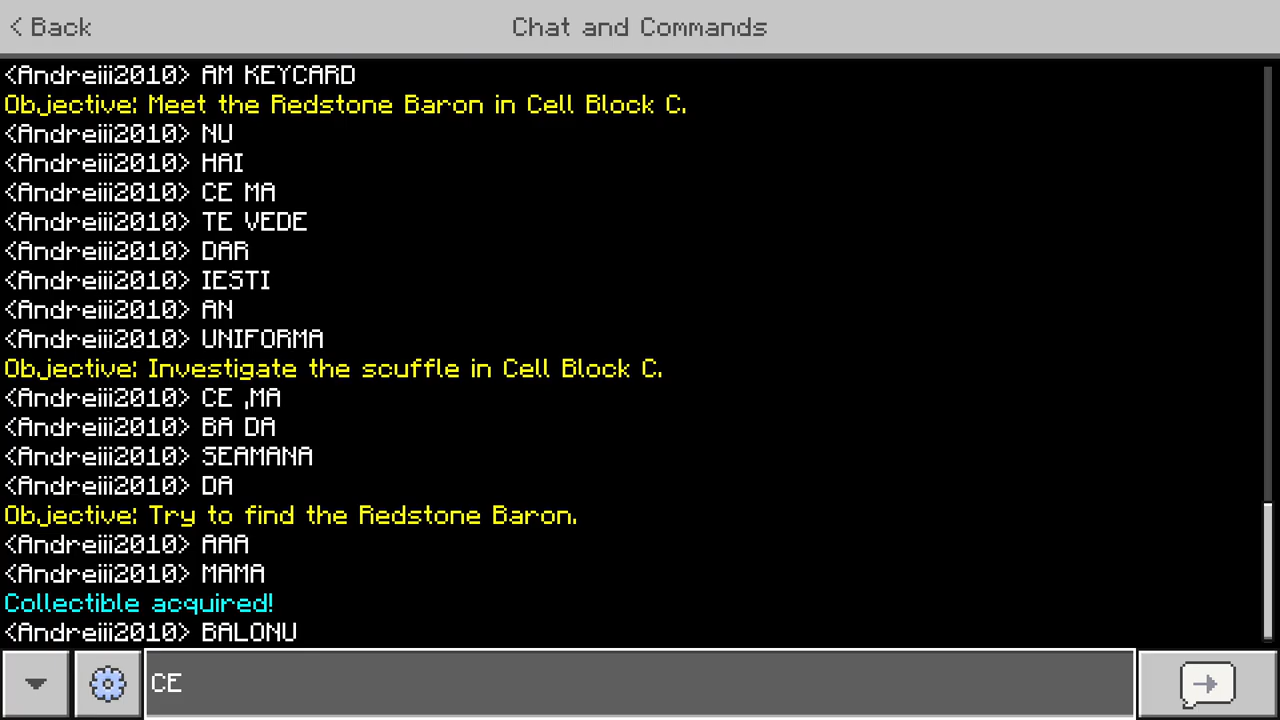 < Back
Chat and Commands
<Andreiii2010> AM KEYCARD
Objective: Meet the Redstone Baron in Cell Block C.
<Andreiii2010> NU
<Andreiii2010> HAI
<Andreiii2010> CE MA
<Andreiii2010> TE VEDE
<Andreiii2010> DAR
<Andreiii2010> IESTI
<Andreiii2010> AN
<Andreiii2010> UNIFORMA
Objective: Investigate the scuffle in Cell Block C.
<Andreiii2010> CE ,MA
<Andreiii2010> BA DA
<Andreiii2010> SEAMANA
<Andreiii2010> DA
Objective: Try to find the Redstone Baron.
<Andreiii2010> AAA
<Andreiii2010> MAMA
Collectible acquired!
<Andreiii2010> BALONU
CE